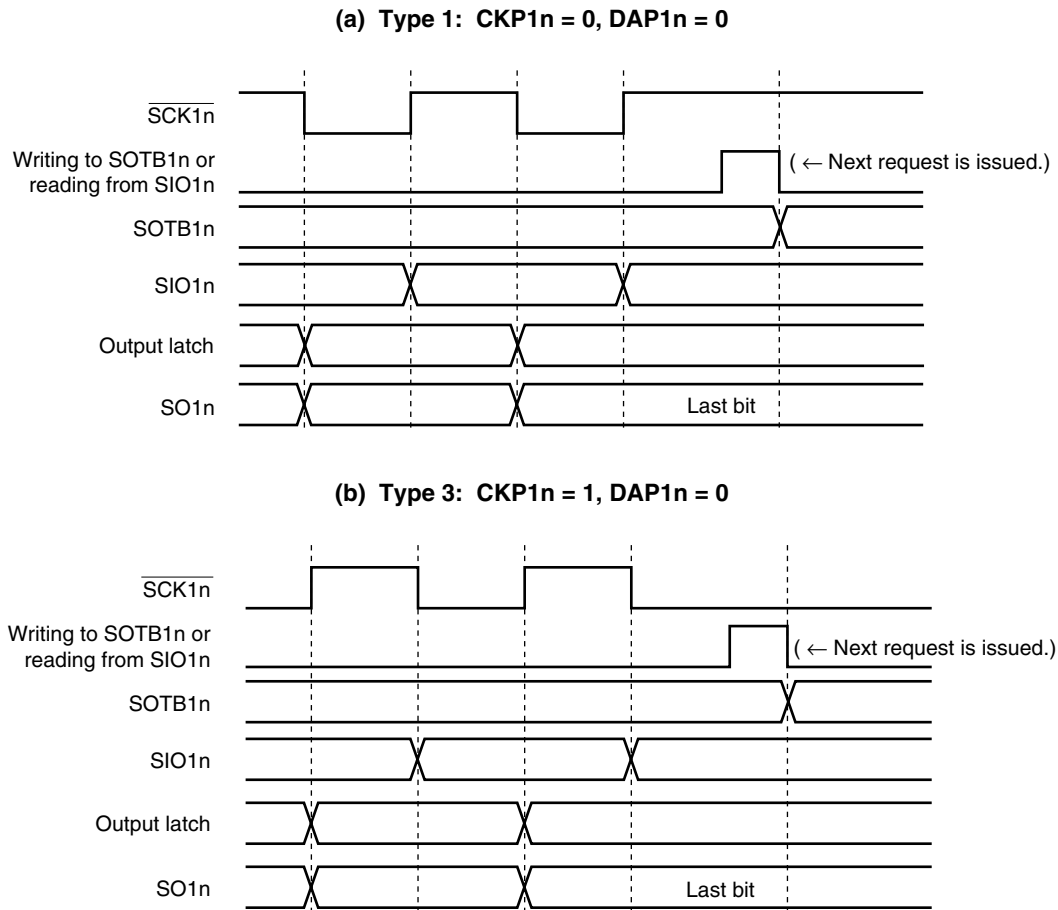 (a) Type 1: CKP1n = 0, DAP1n = 0
SCK1n
Writing to SOTB1n or
reading from SIO1n
( ← Next request is issued.)
SOTB1n
SIO1n
Output latch
SO1n
Last bit
(b) Type 3: CKP1n = 1, DAP1n = 0
SCK1n
Writing to SOTB1n or
reading from SIO1n
( ← Next request is issued.)
SOTB1n
SIO1n
Output latch
SO1n
Last bit